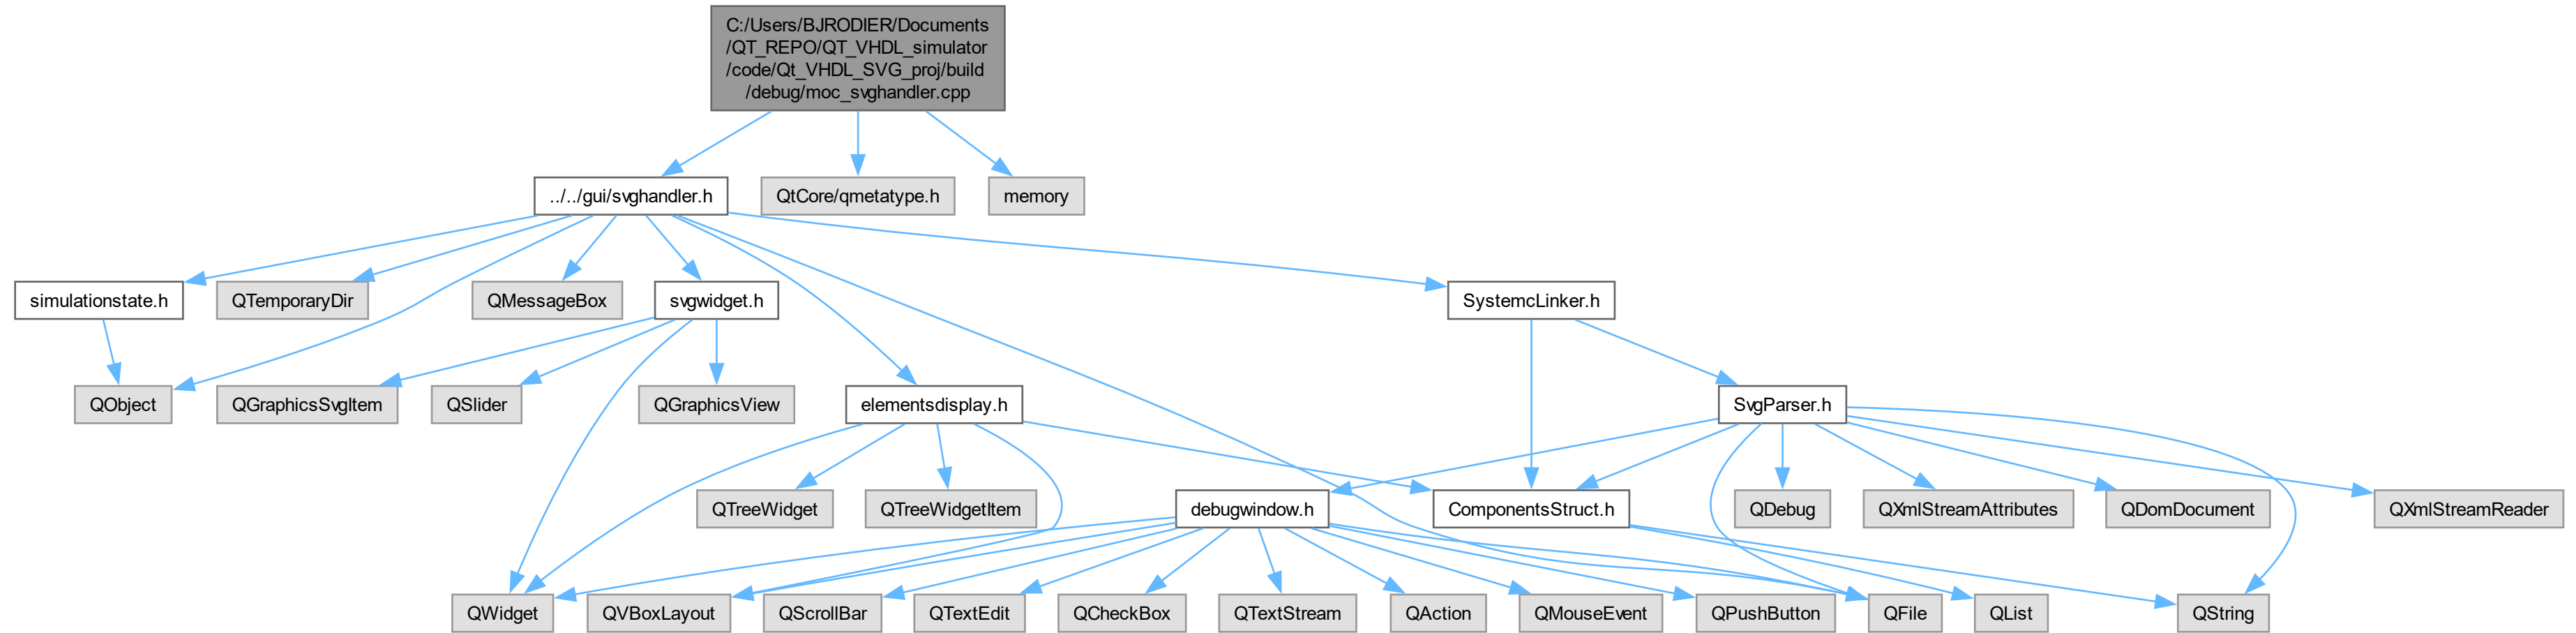 C:/Users/BJRODIER/Documents
/QT_REPO/QT_VHDL_simulator
/code/Qt_VHDL_SVG_proj/build
/debug/moc_svghandler.cpp
../../gui/svghandler.h
QtCore/qmetatype.h
memory
simulationstate.h
QTemporaryDir
QMessageBox
svgwidget.h
SystemcLinker.h
QObject
QGraphicsSvgItem
QSlider
QGraphicsView
elementsdisplay.h
SvgParser.h
QTreeWidget
QTreeWidgetItem
debugwindow.h
ComponentsStruct.h
QDebug
QXmlStreamAttributes
QDomDocument
QXmlStreamReader
QWidget
QVBoxLayout
QScrollBar
QTextEdit
QCheckBox
QTextStream
QAction
QMouseEvent
QPushButton
QFile
QList
QString